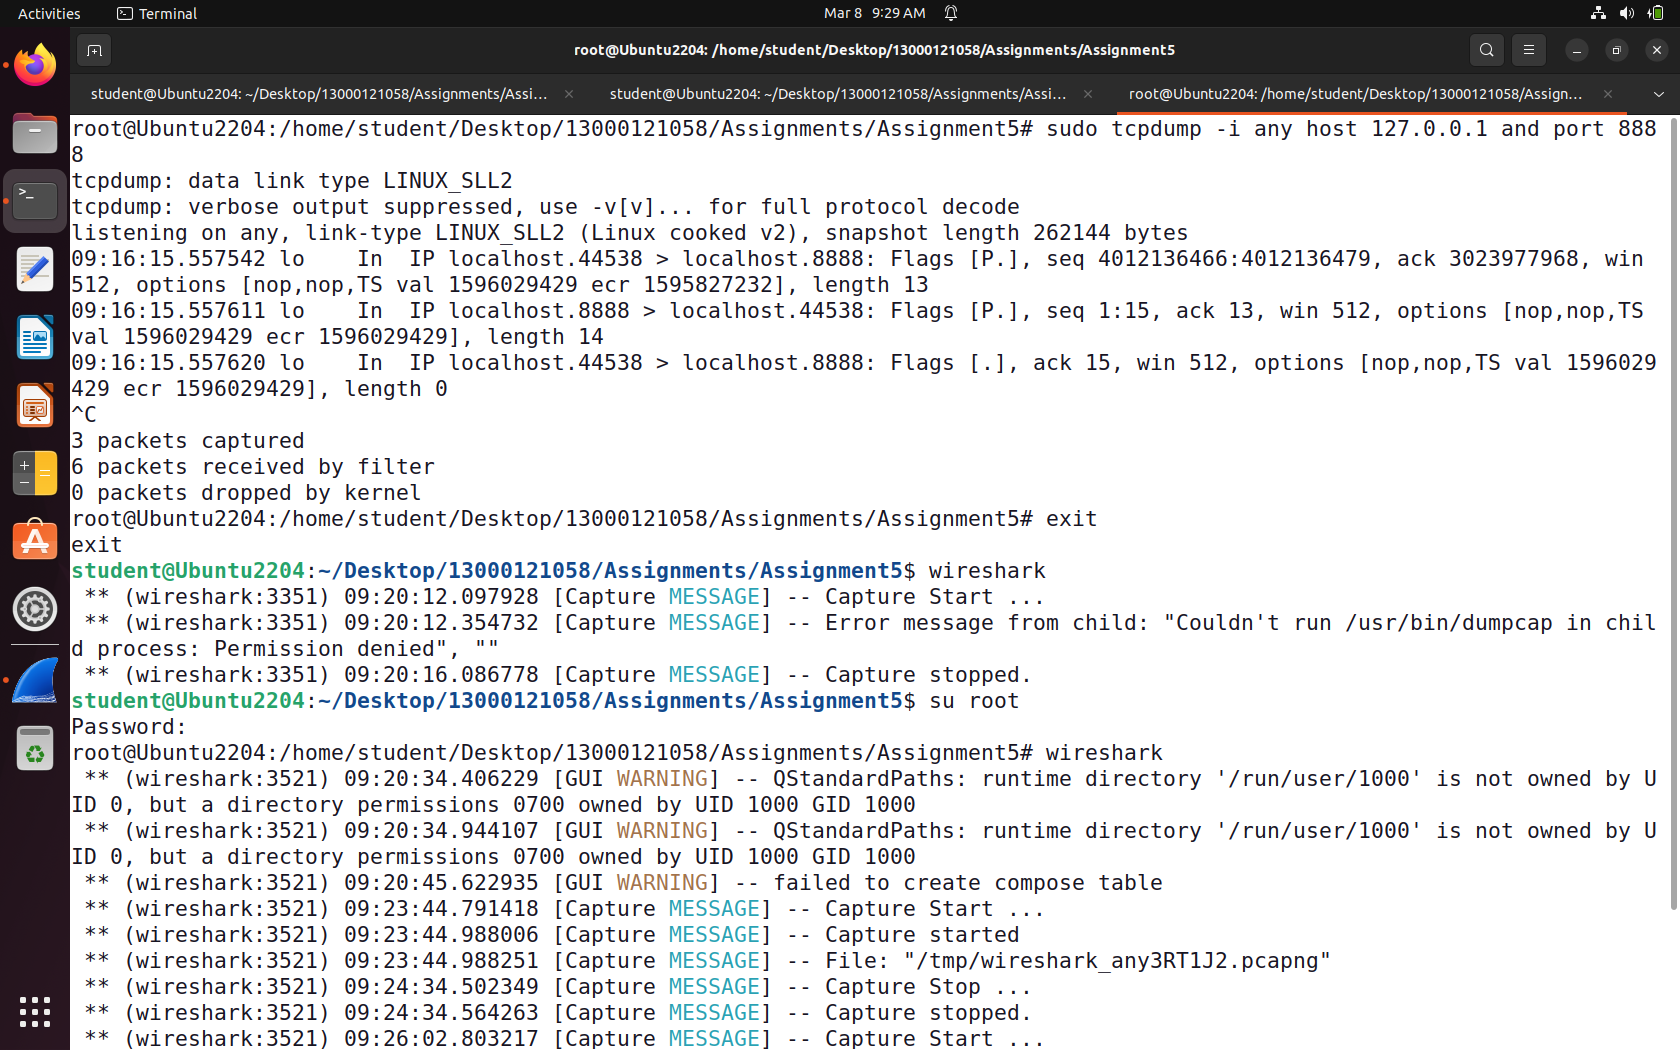 Activities
Terminal
Mar 8 9:29 AM
root@Ubuntu2204: /home/student/Desktop/13000121058/Assignments/Assignment5
student@Ubuntu2204: ~/Desktop/13000121058/Assignments/Assi...
student@Ubuntu2204: ~/Desktop/13000121058/Assignments/Assi...
root@Ubuntu2204: /home/student/Desktop/13000121058/Assign...
root@Ubuntu2204:/home/student/Desktop/13000121058/Assignments/Assignment5# sudo tcpdump -i any host 127.0.0.1 and port 888
8
tcpdump: data link type LINUX_SLL2
tcpdump: verbose output suppressed, use -v[v]... for full protocol decode
listening on any, link-type LINUX_SLL2 (Linux cooked v2), snapshot length 262144 bytes
09:16:15.557542 lo    In  IP localhost.44538 > localhost.8888: Flags [P.], seq 4012136466:4012136479, ack 3023977968, win
512, options [nop,nop,TS val 1596029429 ecr 1595827232], length 13
09:16:15.557611 lo    In  IP localhost.8888 > localhost.44538: Flags [P.], seq 1:15, ack 13, win 512, options [nop,nop,TS
val 1596029429 ecr 1596029429], length 14
09:16:15.557620 lo    In  IP localhost.44538 > localhost.8888: Flags [.], ack 15, win 512, options [nop,nop,TS val 1596029
429 ecr 1596029429], length 0
^C
3 packets captured
6 packets received by filter
0 packets dropped by kernel
root@Ubuntu2204:/home/student/Desktop/13000121058/Assignments/Assignment5# exit
exit
student@Ubuntu2204:~/Desktop/13000121058/Assignments/Assignment5$ wireshark
 ** (wireshark:3351) 09:20:12.097928 [Capture MESSAGE] -- Capture Start ...
 ** (wireshark:3351) 09:20:12.354732 [Capture MESSAGE] -- Error message from child: "Couldn't run /usr/bin/dumpcap in chil
d process: Permission denied", ""
 ** (wireshark:3351) 09:20:16.086778 [Capture MESSAGE] -- Capture stopped.
student@Ubuntu2204:~/Desktop/13000121058/Assignments/Assignment5$ su root
Password:
root@Ubuntu2204:/home/student/Desktop/13000121058/Assignments/Assignment5# wireshark
 ** (wireshark:3521) 09:20:34.406229 [GUI WARNING] -- QStandardPaths: runtime directory '/run/user/1000' is not owned by U
ID 0, but a directory permissions 0700 owned by UID 1000 GID 1000
 ** (wireshark:3521) 09:20:34.944107 [GUI WARNING] -- QStandardPaths: runtime directory '/run/user/1000' is not owned by U
ID 0, but a directory permissions 0700 owned by UID 1000 GID 1000
 ** (wireshark:3521) 09:20:45.622935 [GUI WARNING] -- failed to create compose table
 ** (wireshark:3521) 09:23:44.791418 [Capture MESSAGE] -- Capture Start ...
 ** (wireshark:3521) 09:23:44.988006 [Capture MESSAGE] -- Capture started
 ** (wireshark:3521) 09:23:44.988251 [Capture MESSAGE] -- File: "/tmp/wireshark_any3RT1J2.pcapng"
 ** (wireshark:3521) 09:24:34.502349 [Capture MESSAGE] -- Capture Stop ...
 ** (wireshark:3521) 09:24:34.564263 [Capture MESSAGE] -- Capture stopped.
 ** (wireshark:3521) 09:26:02.803217 [Capture MESSAGE] -- Capture Start ...